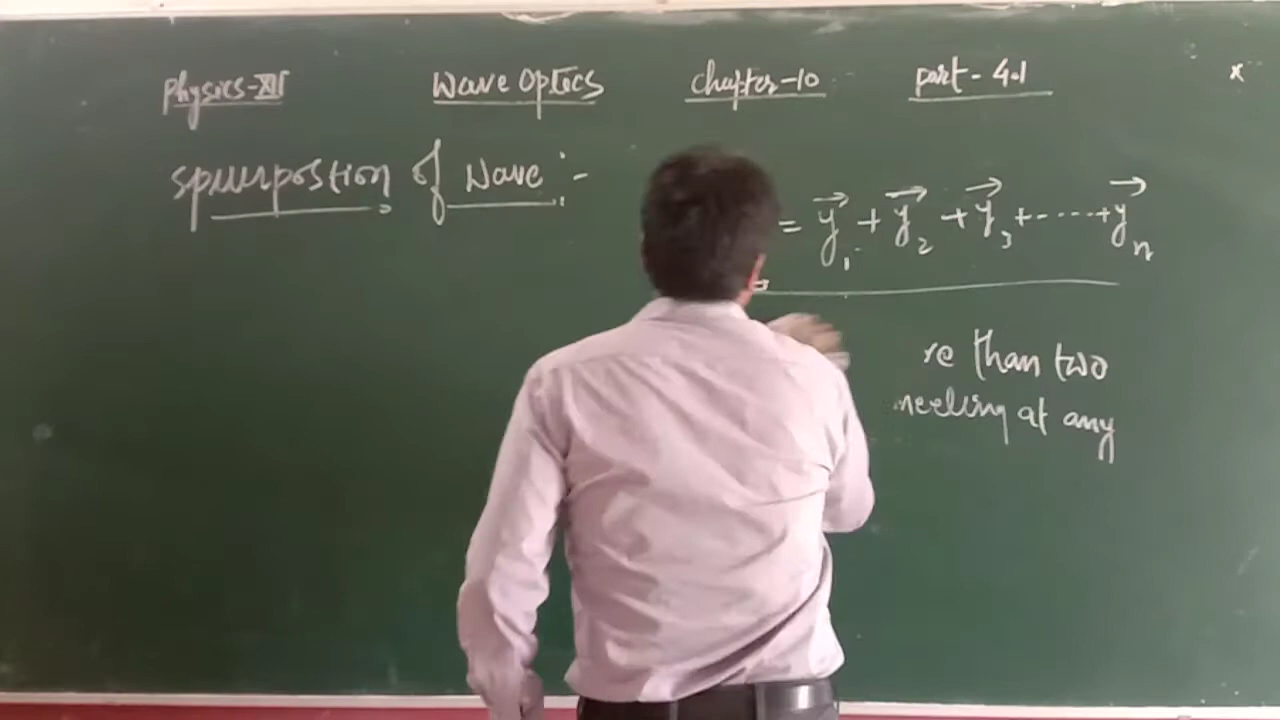 Physics-XII Wave Optics chapter-10 part-4.1
spuurpostion of Wave :-
= y⃗₁ + y⃗₂ + y⃗₃ + ...... + y⃗ₙ
re than two
meeting at any